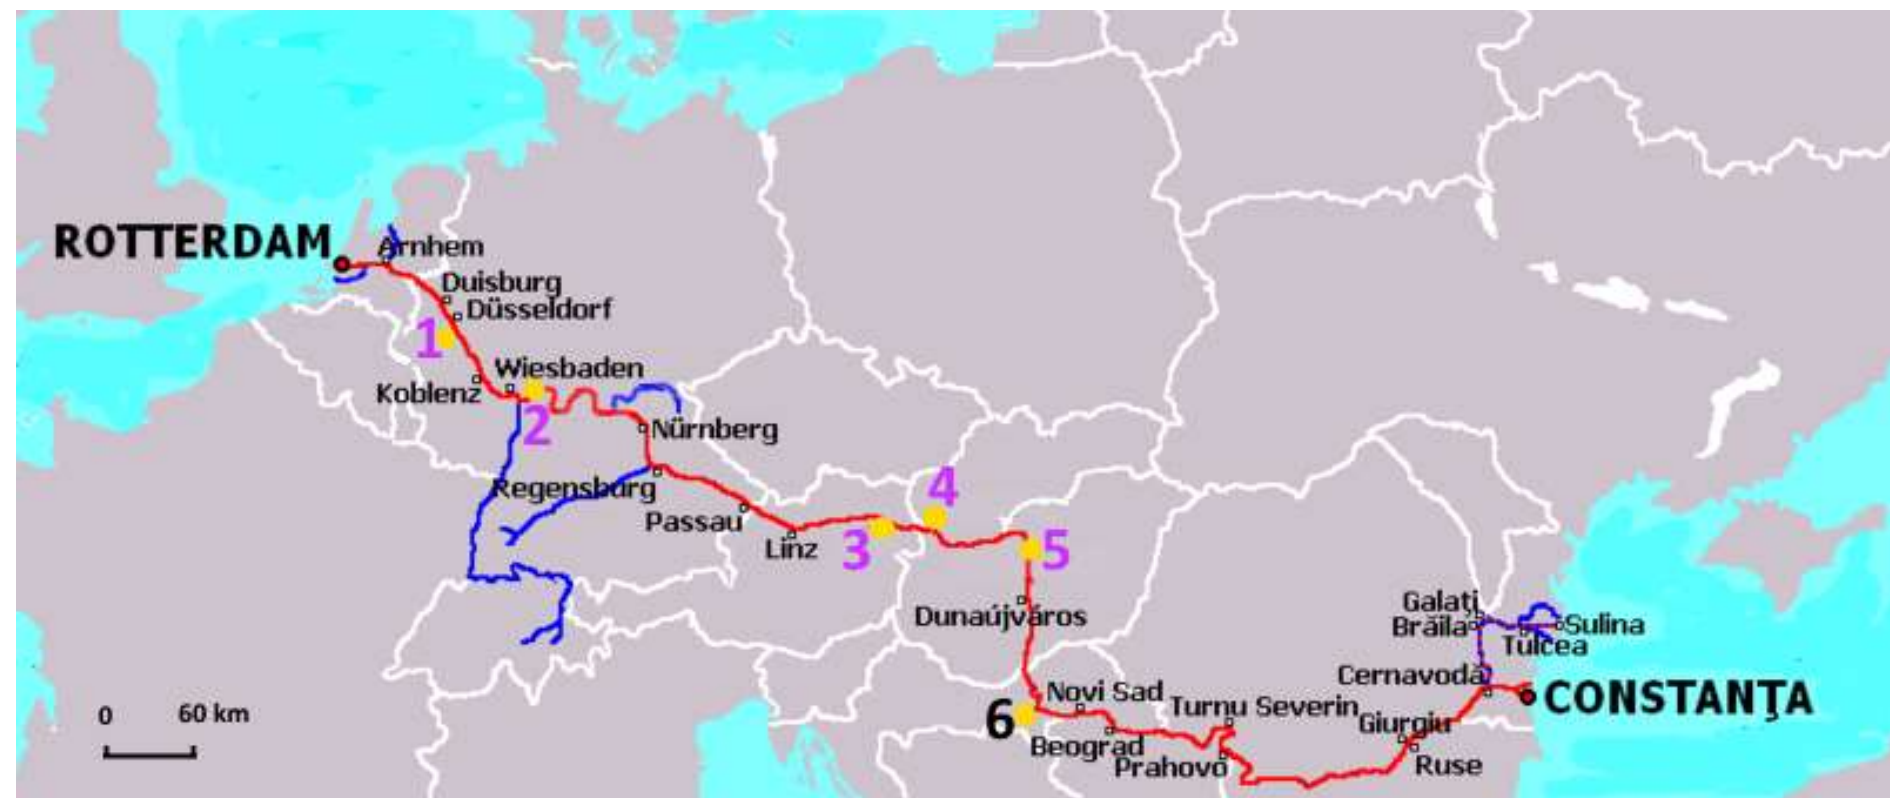 ROTTERDAM
Arnhem
Duisburg
Düsseldorf
1
Wiesbaden
Koblenz
2
Nürnberg
Regensburg
4
Passau
Linz
3
5
Dunaújváros
Galaţi
Brăila
Sulina
Tulcea
Cernavodă
CONSTANŢA
Novi Sad
Turnu Severin
6
Giurgiu
Beograd
Prahovo
Ruse
0 60 km